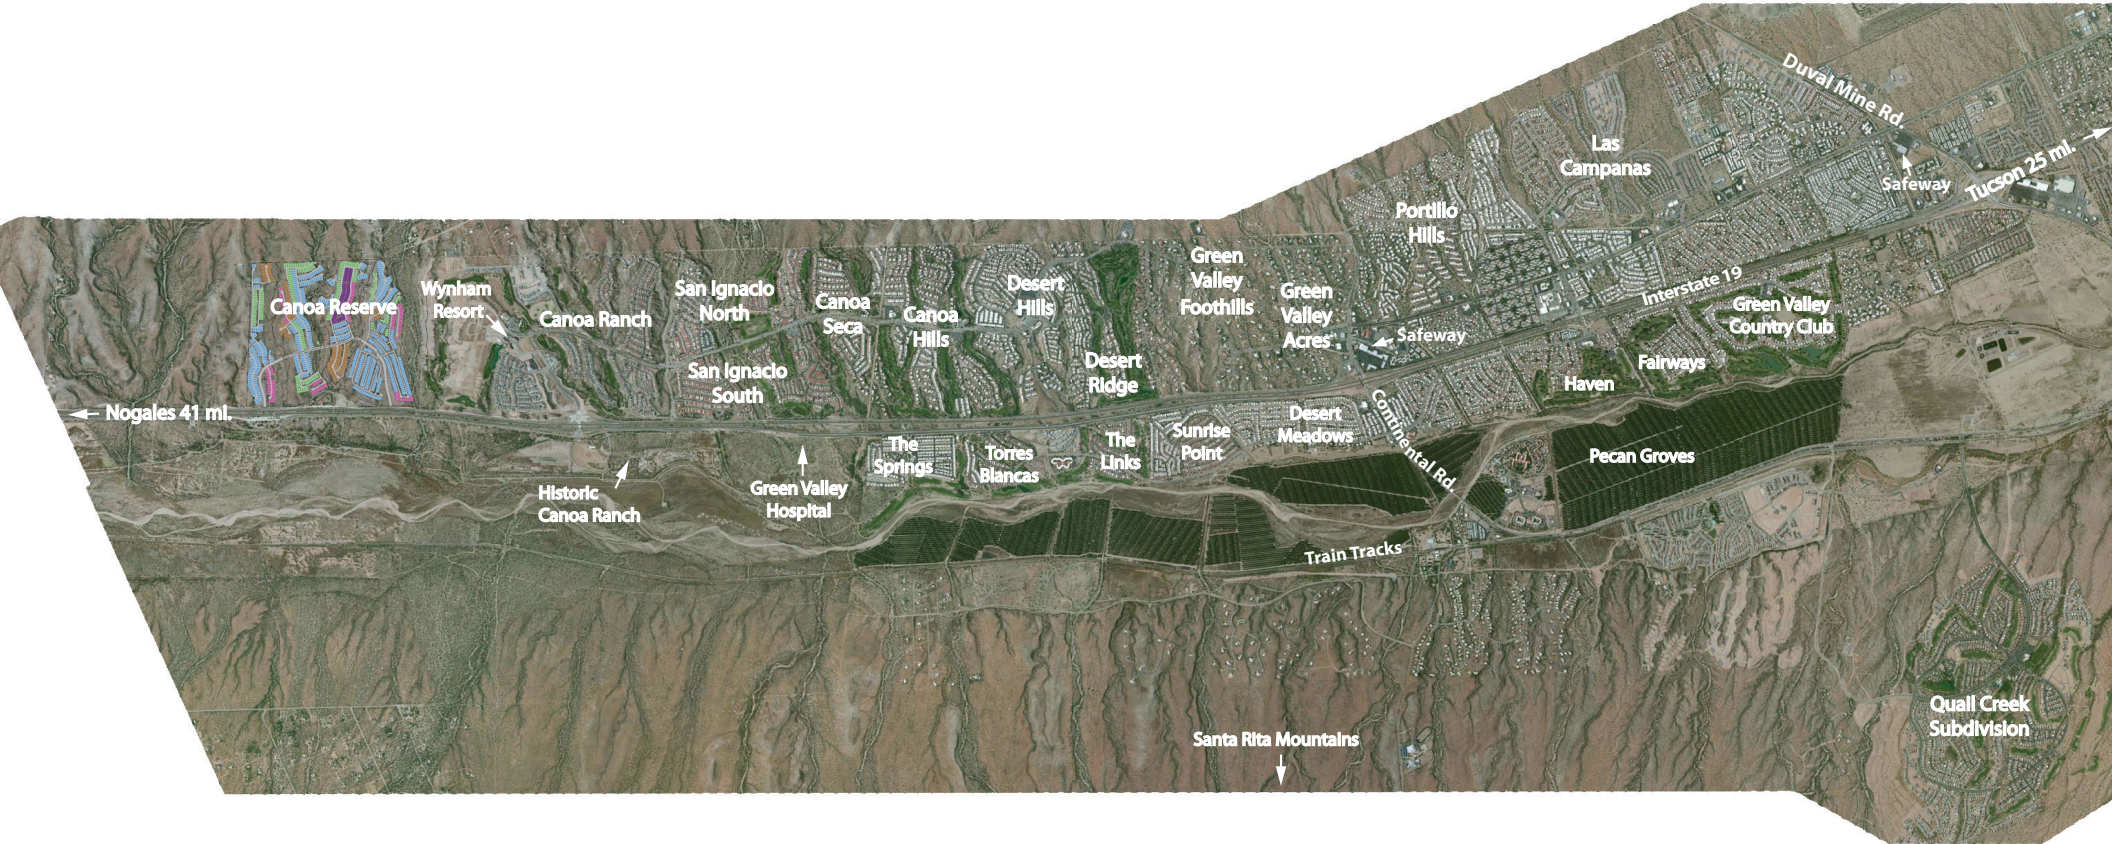 Duval Mine Rd.
Las
Campanas
Safeway
Tucson 25 mi.
Portillo
Hills
Interstate 19
Green Valley
Country Club
Green
Valley
Foothills
Green
Valley
Acres
Safeway
Fairways
Haven
Desert
Hills
Desert
Ridge
Canoa
Hills
Canoa
Seca
San Ignacio
North
San Ignacio
South
Canoa Ranch
Wynham
Resort
Canoa Reserve
Nogales 41 mi.
Historic
Canoa Ranch
Green Valley
Hospital
The
Springs
Torres
Blancas
The
Links
Sunrise
Point
Desert
Meadows
Continental Rd.
Pecan Groves
Train Tracks
Santa Rita Mountains
Quail Creek
Subdivision